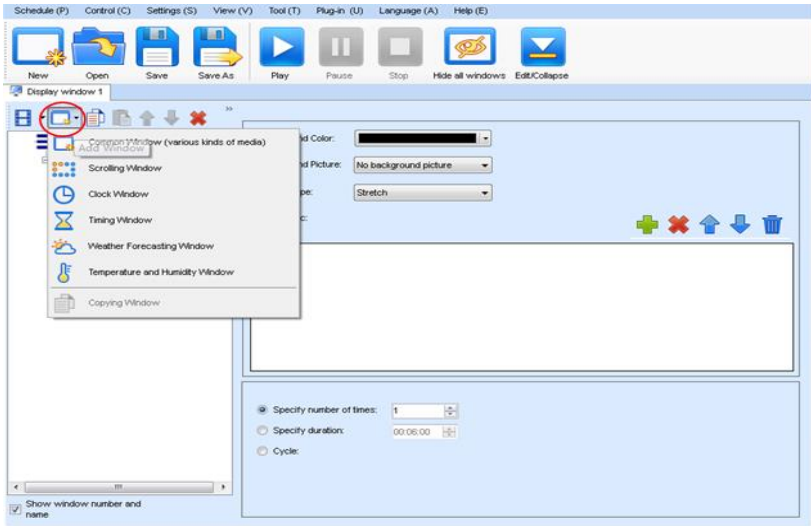 Schedule (P) Control (C) Settings (S) View (V) Tool (T) Plug-in (U) Language (A) Help (E)
New Open Save Save As Play Pause Stop Hide all windows Edit/Collapse
Display window 1
Common Window (various kinds of media)
Add Window
Scrolling Window
Clock Window
Timing Window
Weather Forecasting Window
Temperature and Humidity Window
Copying Window
Color:
Picture:
No background picture
Stretch
Specify number of times: 1
Specify duration: 00:06:00
Cycle:
Show window number and
name